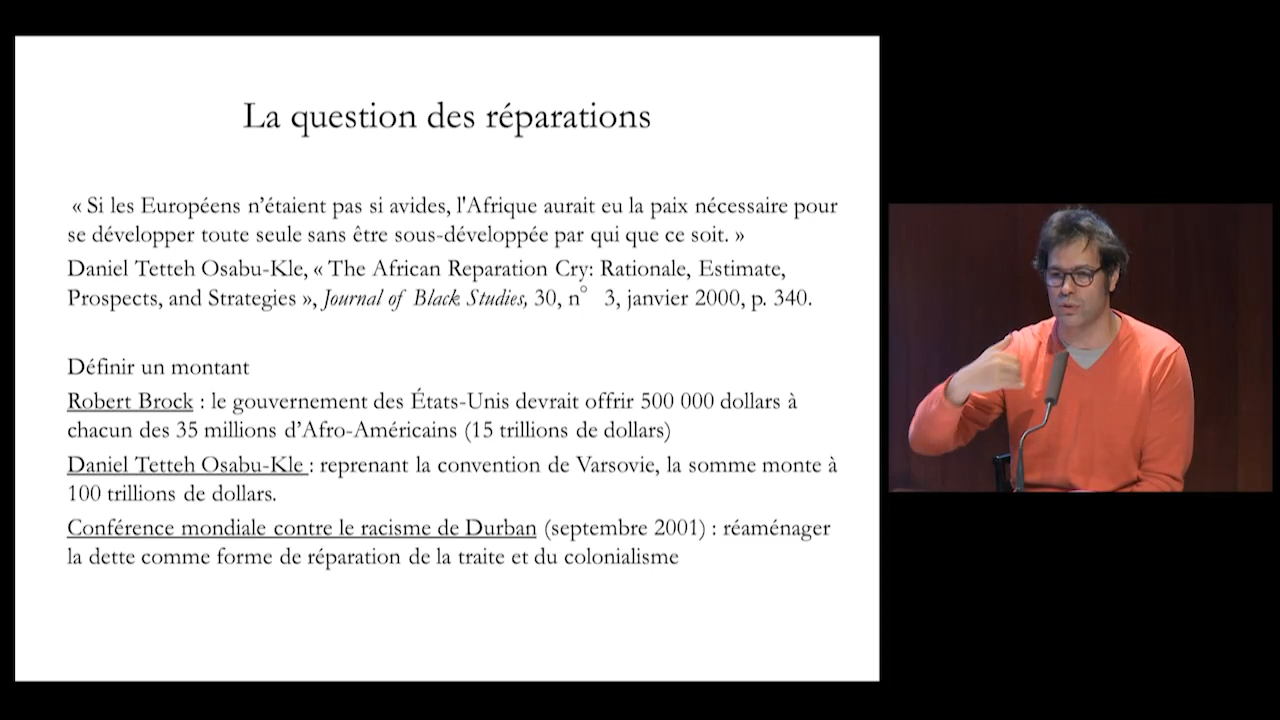 La question des réparations
« Si les Européens n’étaient pas si avides, l'Afrique aurait eu la paix nécessaire pour
se développer toute seule sans être sous-développée par qui que ce soit. »
Daniel Tetteh Osabu-Kle, « The African Reparation Cry: Rationale, Estimate,
Prospects, and Strategies », Journal of Black Studies, 30, n° 3, janvier 2000, p. 340.
Définir un montant
Robert Brock : le gouvernement des États-Unis devrait offrir 500 000 dollars à
chacun des 35 millions d’Afro-Américains (15 trillions de dollars)
Daniel Tetteh Osabu-Kle : reprenant la convention de Varsovie, la somme monte à
100 trillions de dollars.
Conférence mondiale contre le racisme de Durban (septembre 2001) : réaménager
la dette comme forme de réparation de la traite et du colonialisme